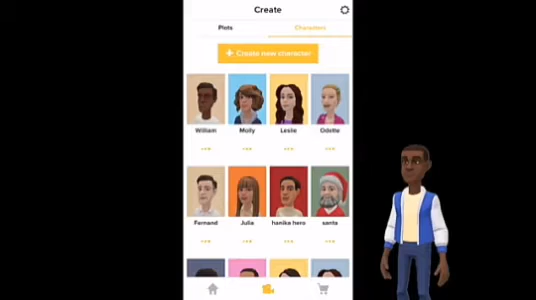 Create
Plots Characters
+ Create new character
William Molly Leslie Odette
Fernand Julia hanika hero santa